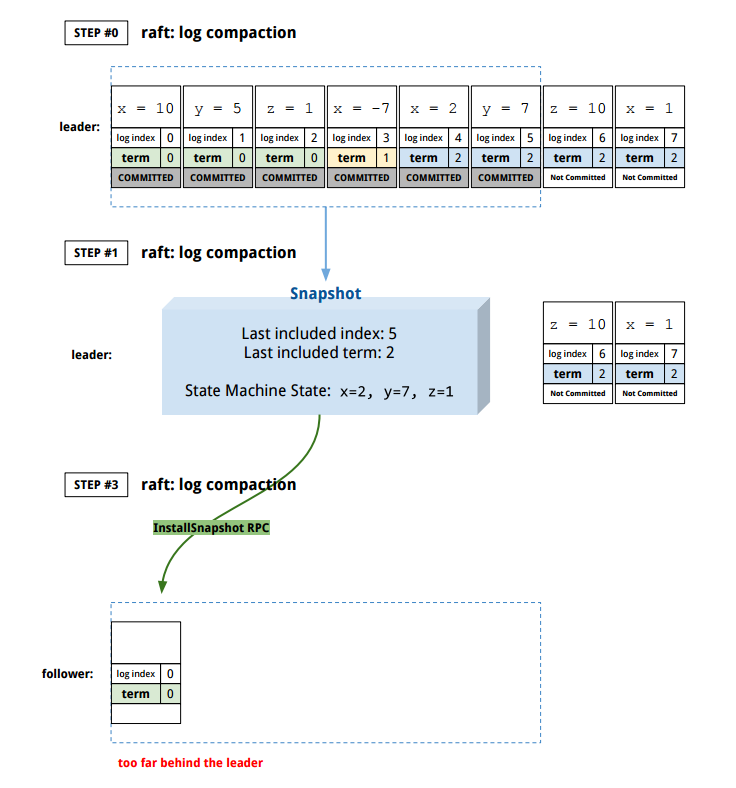 STEP #0 raft: log compaction
x = 10 y = 5 z = 1 x = -7 x = 2 y = 7 z = 10 x = 1
leader:
log index 0 log index 1 log index 2 log index 3 log index 4 log index 5 log index 6 log index 7
term 0 term 0 term 0 term 1 term 2 term 2 term 2 term 2
COMMITTED COMMITTED COMMITTED COMMITTED COMMITTED COMMITTED Not Committed Not Committed
STEP #1 raft: log compaction
Snapshot
Last included index: 5
Last included term: 2
State Machine State: x=2, y=7, z=1
leader:
z = 10 x = 1
log index 6 log index 7
term 2 term 2
Not Committed Not Committed
STEP #3 raft: log compaction
InstallSnapshot RPC
follower:
log index 0
term 0
too far behind the leader